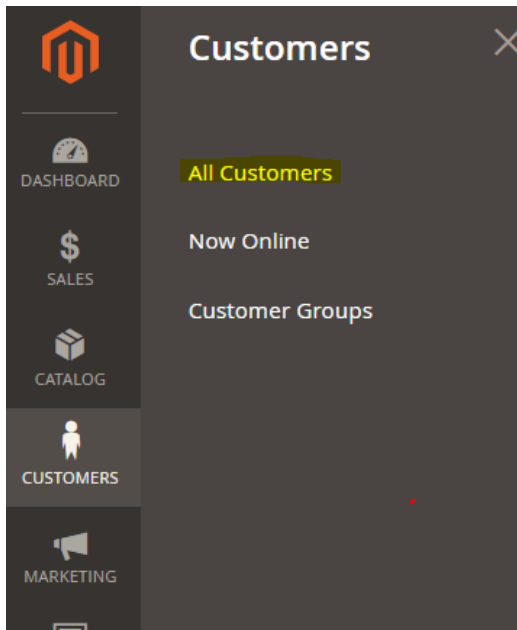 Customers
All Customers
Now Online
Customer Groups
DASHBOARD
$
SALES
CATALOG
CUSTOMERS
MARKETING